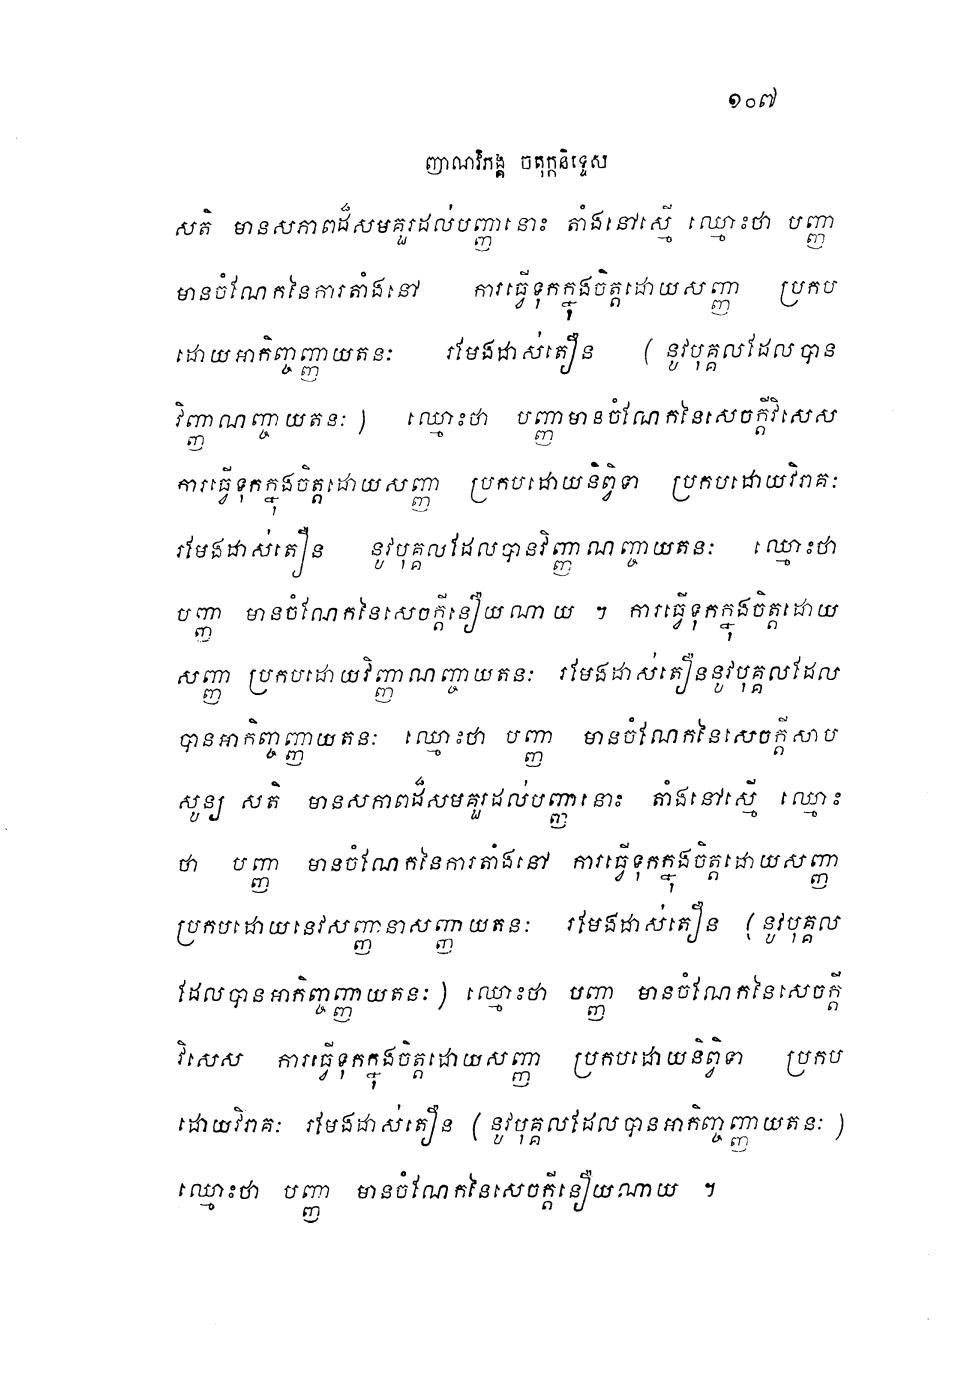 ១០៧
ញាណវិភង្គ ចតុក្កនិទ្ទេស
សតិ មានសភាពដ៏សមគួរដល់បញ្ញានោះ តាំងនៅស្មើ ឈ្មោះថា បញ្ញា
មានចំណែកនៃការតាំងនៅ ការធ្វើទុកក្នុងចិត្តដោយសញ្ញា ប្រកប
ដោយអាកិញ្ចញ្ញាយតនៈ រមែងដាស់តឿន (នូវបុគ្គលដែលបាន
វិញ្ញាណញ្ចាយតនៈ) ឈ្មោះថា បញ្ញាមានចំណែកនៃសេចក្តីវិសេស
ការធ្វើទុកក្នុងចិត្តដោយសញ្ញា ប្រកបដោយនិព្វិទា ប្រកបដោយវិរាគៈ
រមែងដាស់តឿន នូវបុគ្គលដែលបានវិញ្ញាណញ្ចាយតនៈ ឈ្មោះថា
បញ្ញា មានចំណែកនៃសេចក្តីនឿយណាយ ។ ការធ្វើទុកក្នុងចិត្តដោយ
សញ្ញា ប្រកបដោយវិញ្ញាណញ្ចាយតនៈ រមែងដាស់តឿននូវបុគ្គលដែល
បានអាកិញ្ចញ្ញាយតនៈ ឈ្មោះថា បញ្ញា មានចំណែកនៃសេចក្តីសាប
សូន្យ សតិ មានសភាពដ៏សមគួរដល់បញ្ញានោះ តាំងនៅស្មើ ឈ្មោះ
ថា បញ្ញា មានចំណែកនៃការតាំងនៅ ការធ្វើទុកក្នុងចិត្តដោយសញ្ញា
ប្រកបដោយនេវសញ្ញានាសញ្ញាយតនៈ រមែងដាស់តឿន (នូវបុគ្គល
ដែលបានអាកិញ្ចញ្ញាយតនៈ) ឈ្មោះថា បញ្ញា មានចំណែកនៃសេចក្តី
វិសេស ការធ្វើទុកក្នុងចិត្តដោយសញ្ញា ប្រកបដោយនិព្វិទា ប្រកប
ដោយវិរាគៈ រមែងដាស់តឿន (នូវបុគ្គលដែលបានអាកិញ្ចញ្ញាយតនៈ)
ឈ្មោះថា បញ្ញា មានចំណែកនៃសេចក្តីនឿយណាយ ។